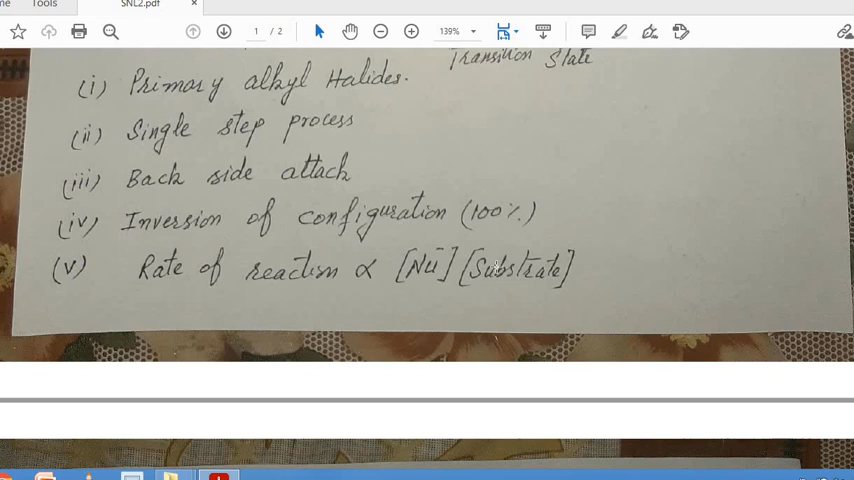 Tools
SNL2.pdf
×
1 / 2
139%
Transition State
(i) Primary alkyl Halides.
(ii) Single step process
(iii) Back side attack
(iv) Inversion of configuration (100%)
(v) Rate of reaction ∝ [Nu̅] [Substrate]